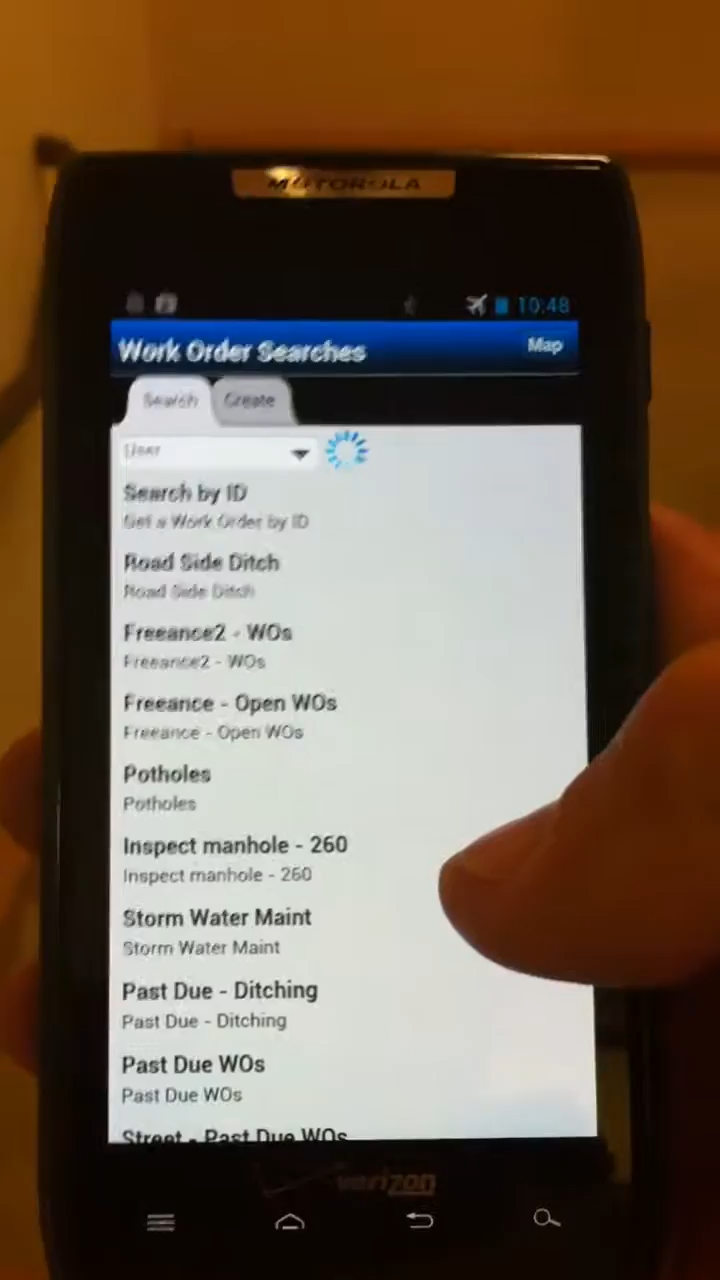 MOTOROLA
10:48
Work Order Searches
Map
Search
Create
User
Search by ID
Get a Work Order by ID
Road Side Ditch
Road Side Ditch
Freeance2 - WOs
Freeance2 - WOs
Freeance - Open WOs
Freeance - Open WOs
Potholes
Potholes
Inspect manhole - 260
Inspect manhole - 260
Storm Water Maint
Storm Water Maint
Past Due - Ditching
Past Due - Ditching
Past Due WOs
Past Due WOs
Street - Past Due WOs
verizon